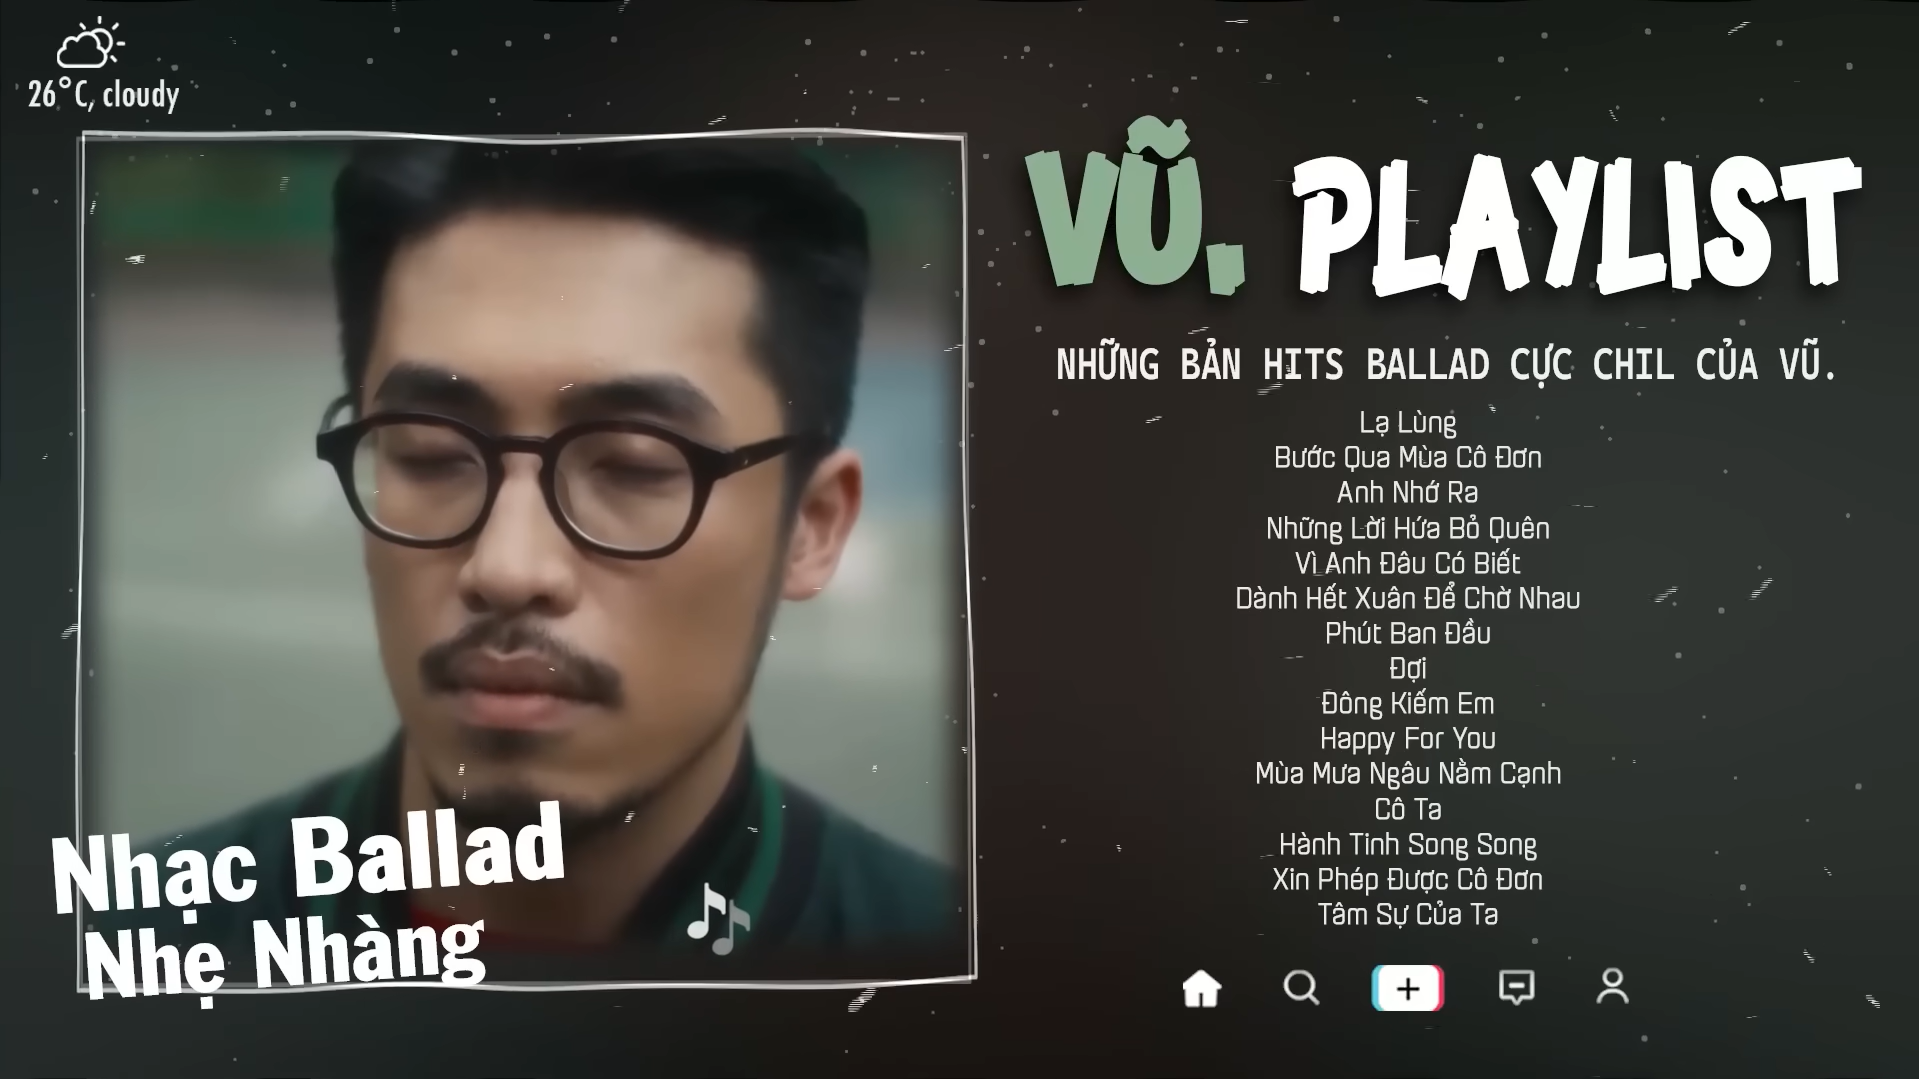 26°C, cloudy
VŨ. PLAYLIST
NHỮNG BẢN HITS BALLAD CỰC CHIL CỦA VŨ.
Lạ Lùng
Bước Qua Mùa Cô Đơn
Anh Nhớ Ra
Những Lời Hứa Bỏ Quên
Vì Anh Đâu Có Biết
Dành Hết Xuân Để Chờ Nhau
Phút Ban Đầu
Đợi
Đông Kiếm Em
Happy For You
Mùa Mưa Ngâu Nằm Cạnh
Cô Ta
Hành Tinh Song Song
Xin Phép Được Cô Đơn
Tâm Sự Của Ta
Nhạc Ballad
Nhẹ Nhàng